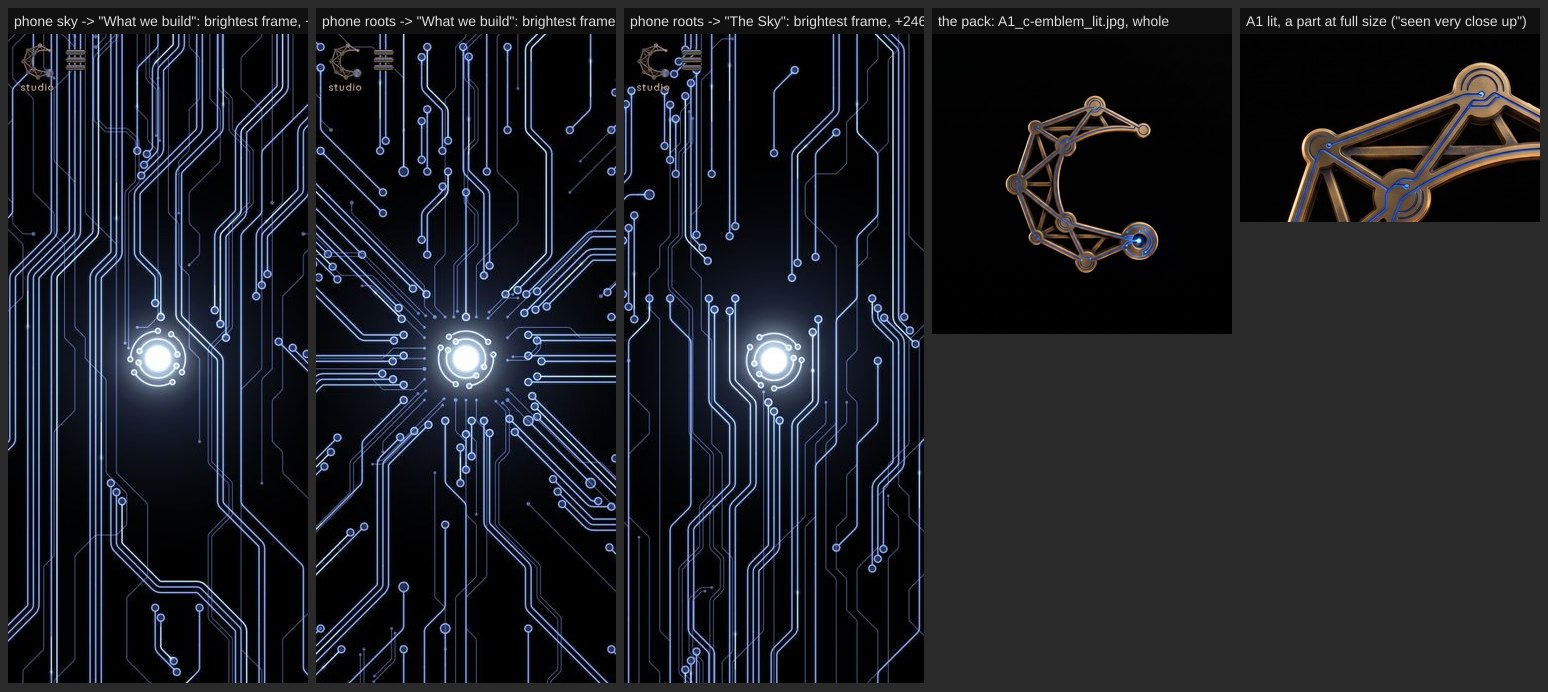 phone sky -> "What we build": brightest frame,
phone roots -> "What we build": brightest frame
phone roots -> "The Sky": brightest frame, +246
the pack: A1_c-emblem_lit.jpg, whole
A1 lit, a part at full size ("seen very close up")
studio
studio
studio